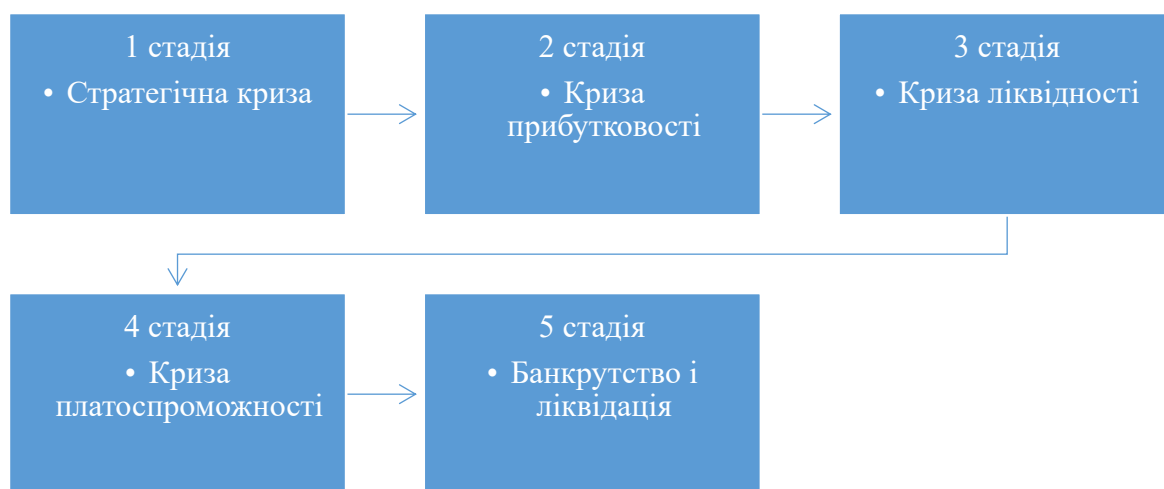 1 стадія
• Стратегічна криза
2 стадія
• Криза
прибутковості
3 стадія
• Криза ліквідності
4 стадія
• Криза
платоспроможності
5 стадія
• Банкрутство і
ліквідація